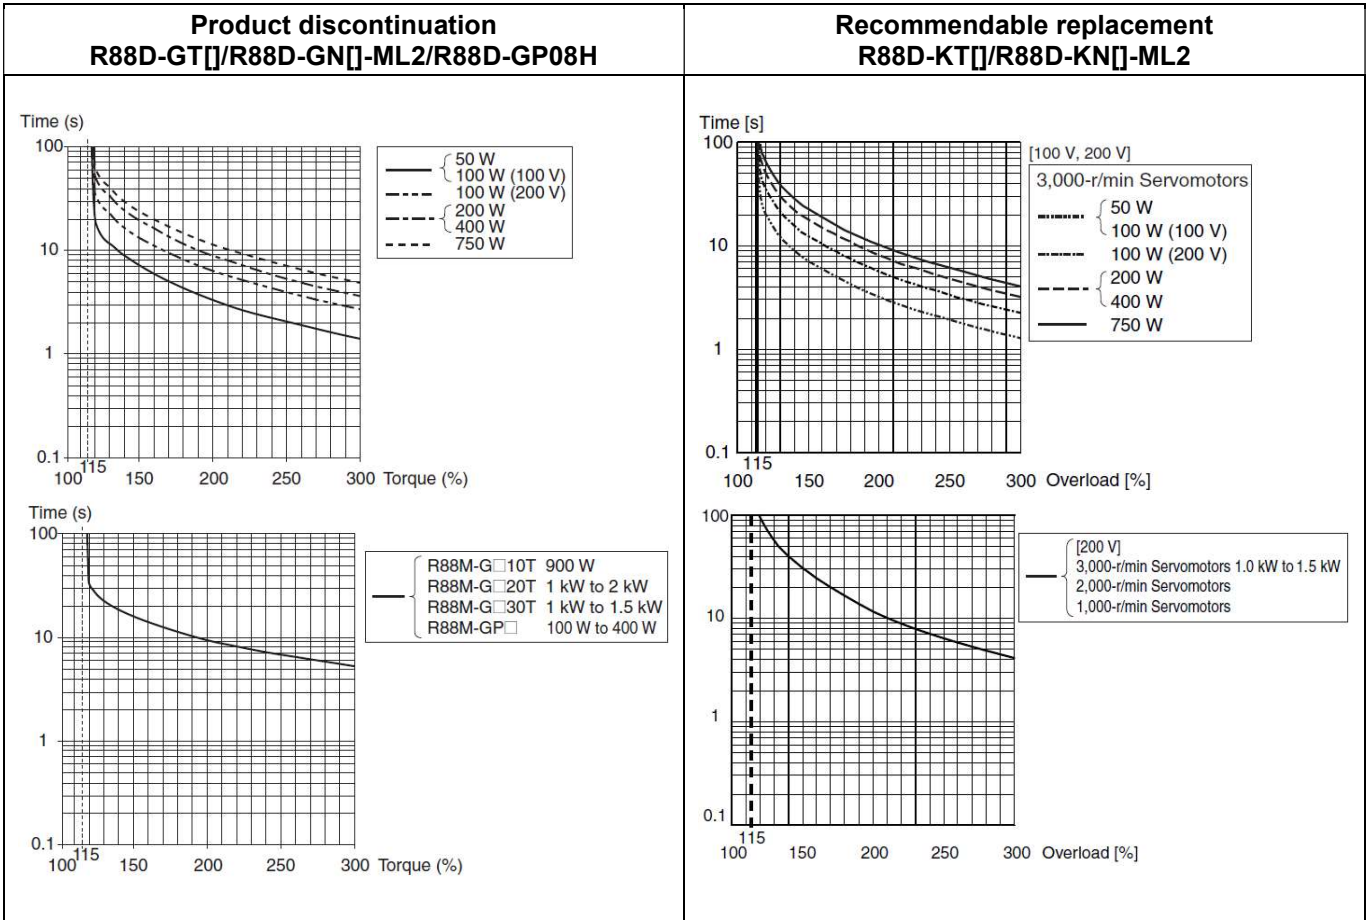 Product discontinuation
R88D-GT[]/R88D-GN[]-ML2/R88D-GP08H
Recommendable replacement
R88D-KT[]/R88D-KN[]-ML2
Time (s)
100
10
1
0.1
100
115
150
200
250
300
Torque (%)
50 W
100 W (100 V)
100 W (200 V)
200 W
400 W
750 W
Time (s)
100
10
1
0.1
100
115
150
200
250
300
Torque (%)
R88M-G□10T 900 W
R88M-G□20T 1 kW to 2 kW
R88M-G□30T 1 kW to 1.5 kW
R88M-GP□ 100 W to 400 W
Time [s]
100
10
1
0.1
115
100
150
200
250
300
Overload [%]
[100 V, 200 V]
3,000-r/min Servomotors
50 W
100 W (100 V)
100 W (200 V)
200 W
400 W
750 W
100
10
1
0.1
115
100
150
200
250
300
Overload [%]
[200 V]
3,000-r/min Servomotors 1.0 kW to 1.5 kW
2,000-r/min Servomotors
1,000-r/min Servomotors